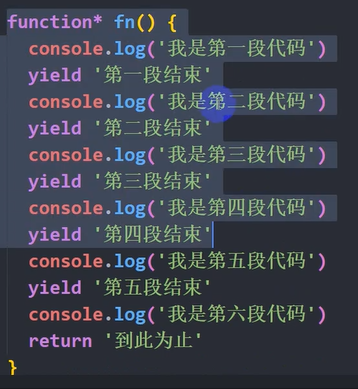 function* fn() {
  console.log('我是第一段代码')
  yield '第一段结束'
  console.log('我是第二段代码')
  yield '第二段结束'
  console.log('我是第三段代码')
  yield '第三段结束'
  console.log('我是第四段代码')
  yield '第四段结束'
  console.log('我是第五段代码')
  yield '第五段结束'
  console.log('我是第六段代码')
  return '到此为止'
}